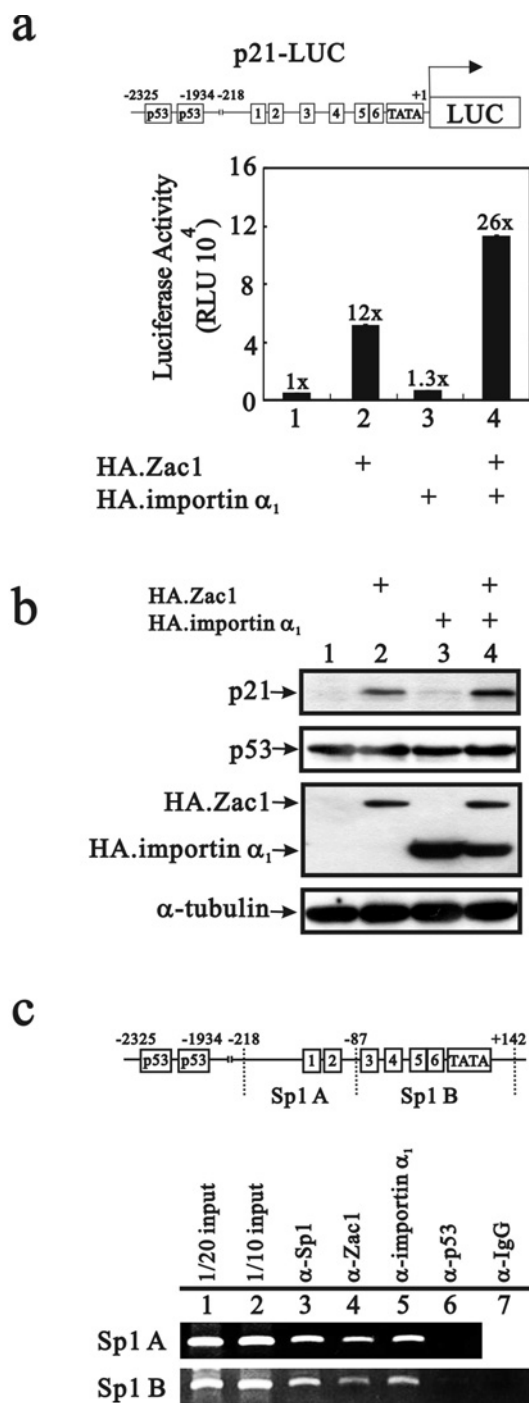 a
p21-LUC
-2325 -1934 -218 +1
p53 p53 1 2 3 4 5 6 TATA LUC
Luciferase Activity
(RLU 10^4)
16
12
8
4
0
1x 12x 1.3x 26x
1 2 3 4
HA.Zac1 + +
HA.importin α₁ + +
b
HA.Zac1 + +
HA.importin α₁ + +
1 2 3 4
p21→
p53→
HA.Zac1→
HA.importin α₁→
α-tubulin→
c
-2325 -1934 -218 -87 +142
p53 p53 1 2 3 4 5 6 TATA
Sp1 A Sp1 B
1/20 input
1/10 input
α-Sp1
α-Zac1
α-importin α₁
α-p53
α-IgG
1 2 3 4 5 6 7
Sp1 A
Sp1 B